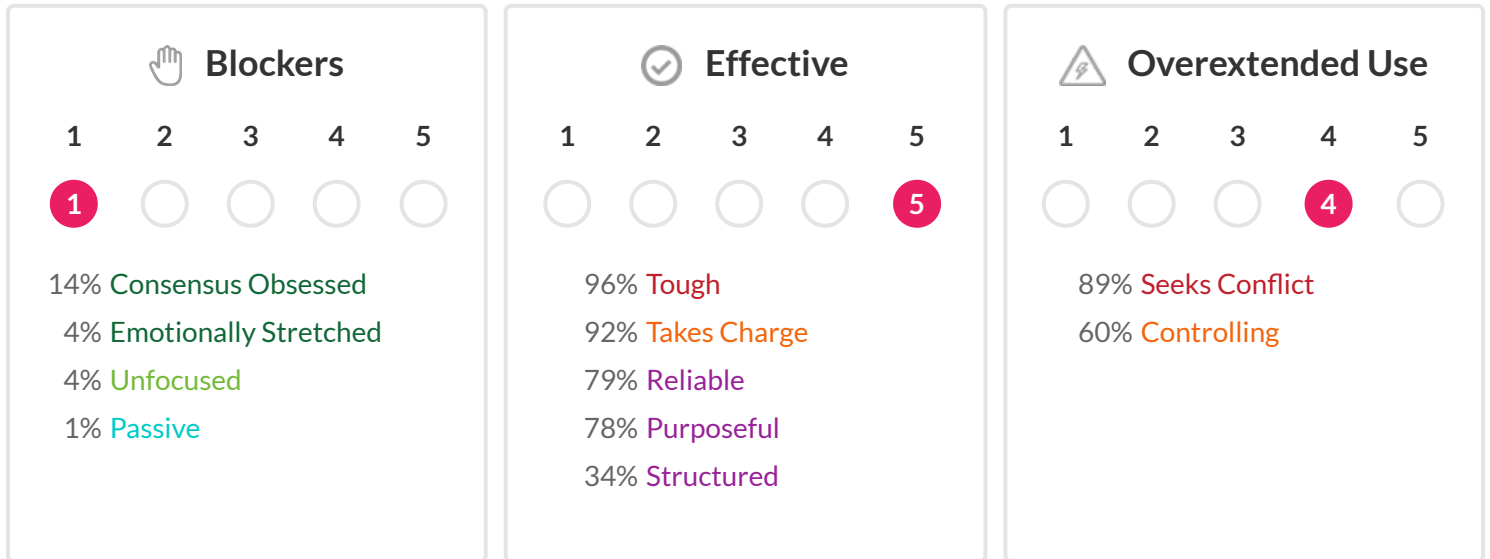 Blockers
1 2 3 4 5
1
14% Consensus Obsessed
4% Emotionally Stretched
4% Unfocused
1% Passive
Effective
1 2 3 4 5
5
96% Tough
92% Takes Charge
79% Reliable
78% Purposeful
34% Structured
Overextended Use
1 2 3 4 5
4
89% Seeks Conflict
60% Controlling